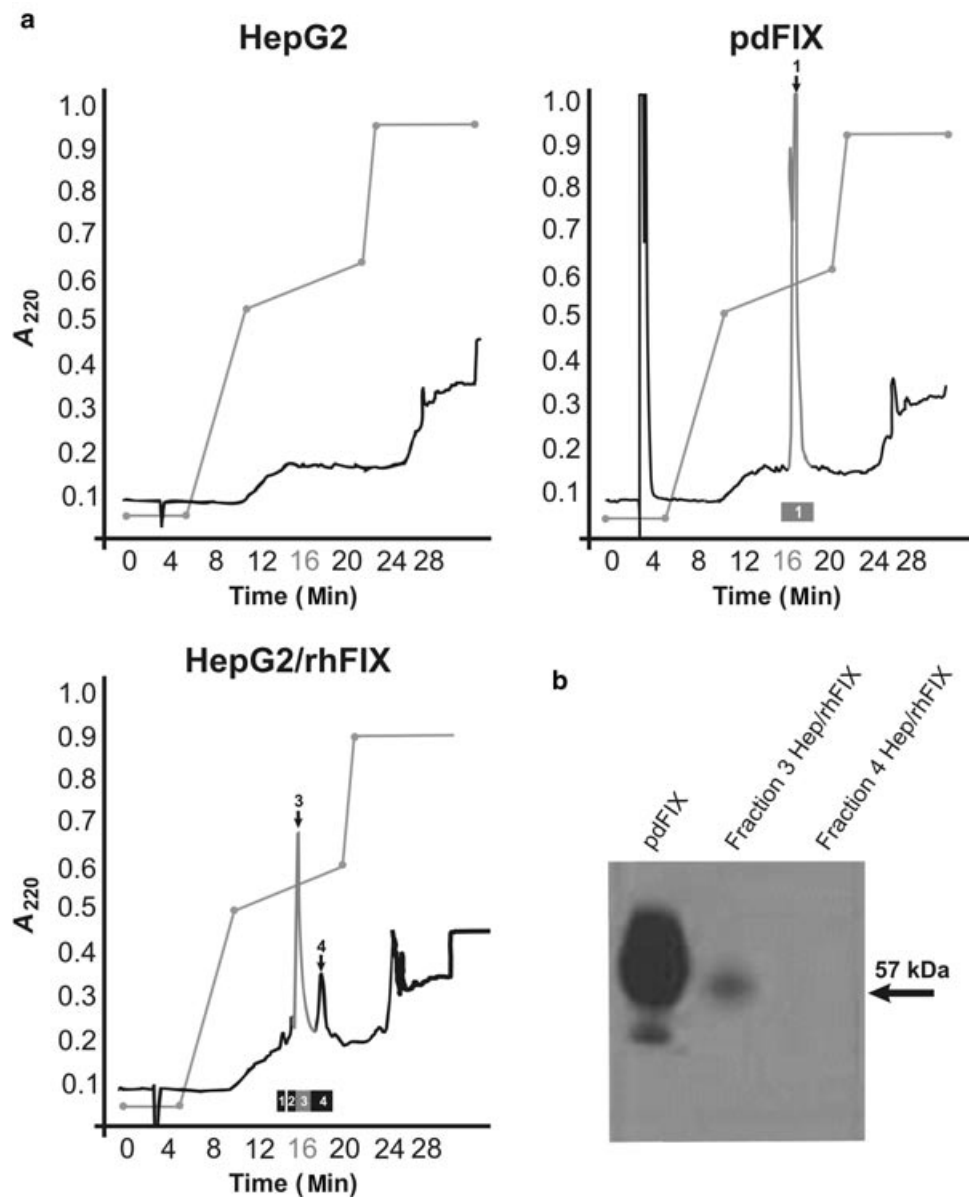 a
HepG2
1.0
0.9
0.8
0.7
0.6
0.5
0.4
0.3
0.2
0.1
A220
0 4 8 12 16 20 24 28
Time (Min)
pdFIX
1
1.0
0.9
0.8
0.7
0.6
0.5
0.4
0.3
0.2
0.1
1
0 4 8 12 16 20 24 28
Time (Min)
HepG2/rhFIX
1.0
0.9
0.8
0.7
0.6
0.5
0.4
0.3
0.2
0.1
A220
3
4
1 2 3 4
0 4 8 12 16 20 24 28
Time (Min)
b
pdFIX
Fraction 3 Hep/rhFIX
Fraction 4 Hep/rhFIX
57 kDa